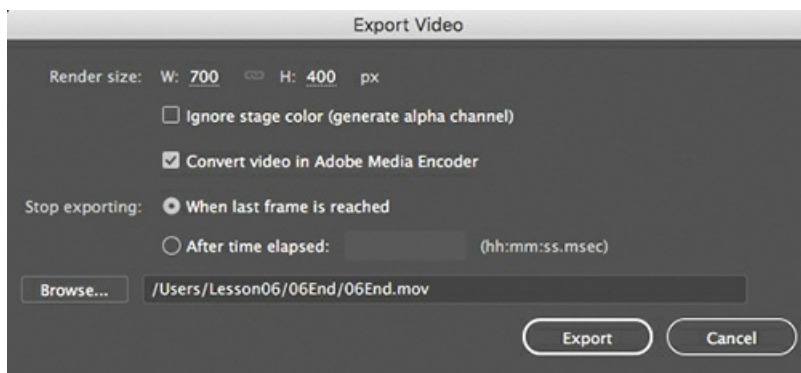 Export Video
Render size: W: 700 H: 400 px
Ignore stage color (generate alpha channel)
Convert video in Adobe Media Encoder
Stop exporting: When last frame is reached
After time elapsed: (hh:mm:ss.msec)
Browse... /Users/Lesson06/06End/06End.mov
Export Cancel